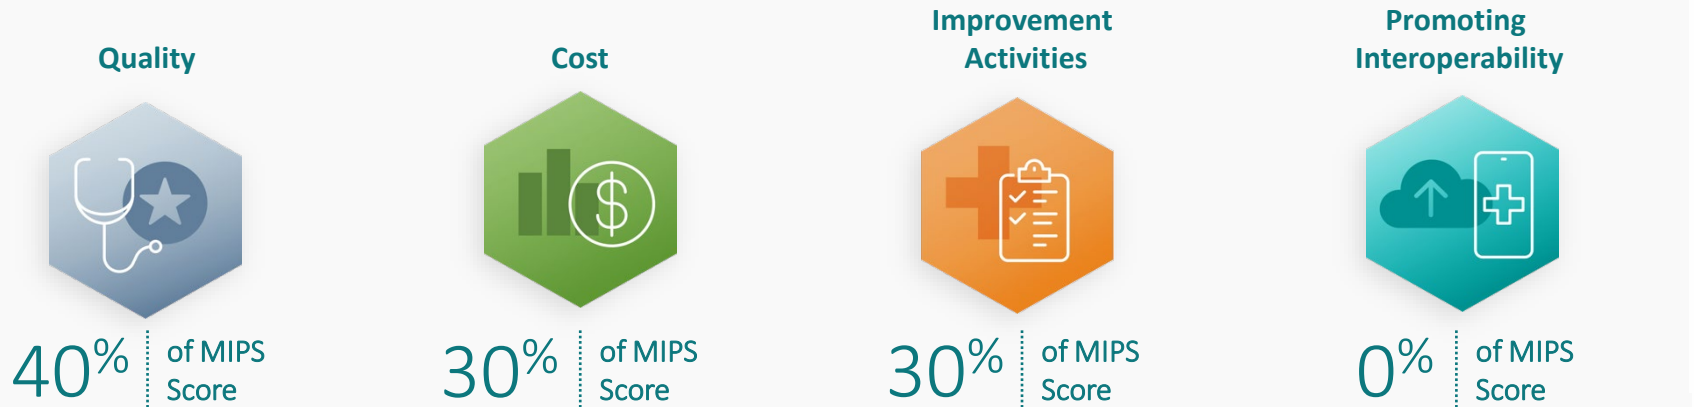 Quality
Cost
Improvement
Activities
Promoting
Interoperability
40%
of MIPS
Score
30%
of MIPS
Score
30%
of MIPS
Score
0%
of MIPS
Score